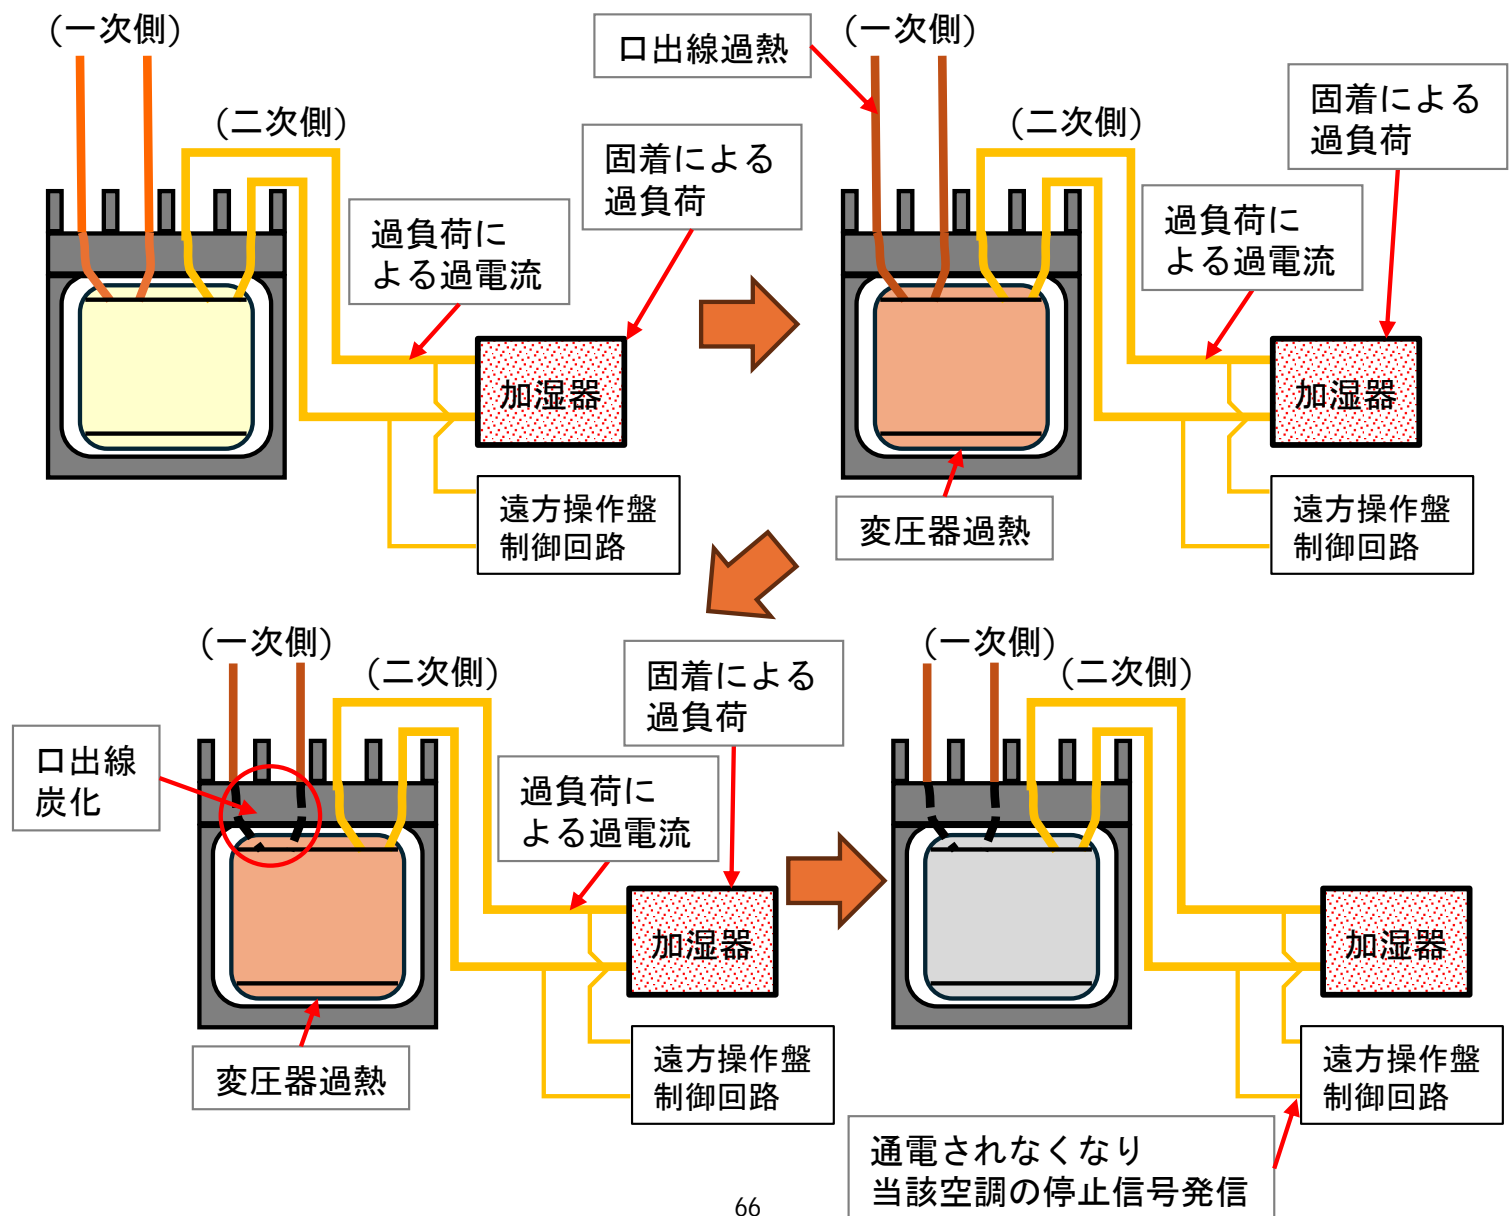 (一次側)
(二次側)
固着による
過負荷
過負荷に
よる過電流
加湿器
遠方操作盤
制御回路
口出線過熱
(一次側)
(二次側)
固着による
過負荷
過負荷に
よる過電流
加湿器
変圧器過熱
遠方操作盤
制御回路
(一次側)
(二次側)
固着による
過負荷
口出線
炭化
過負荷に
よる過電流
加湿器
変圧器過熱
遠方操作盤
制御回路
(一次側)
(二次側)
加湿器
遠方操作盤
制御回路
通電されなくなり
当該空調の停止信号発信
66